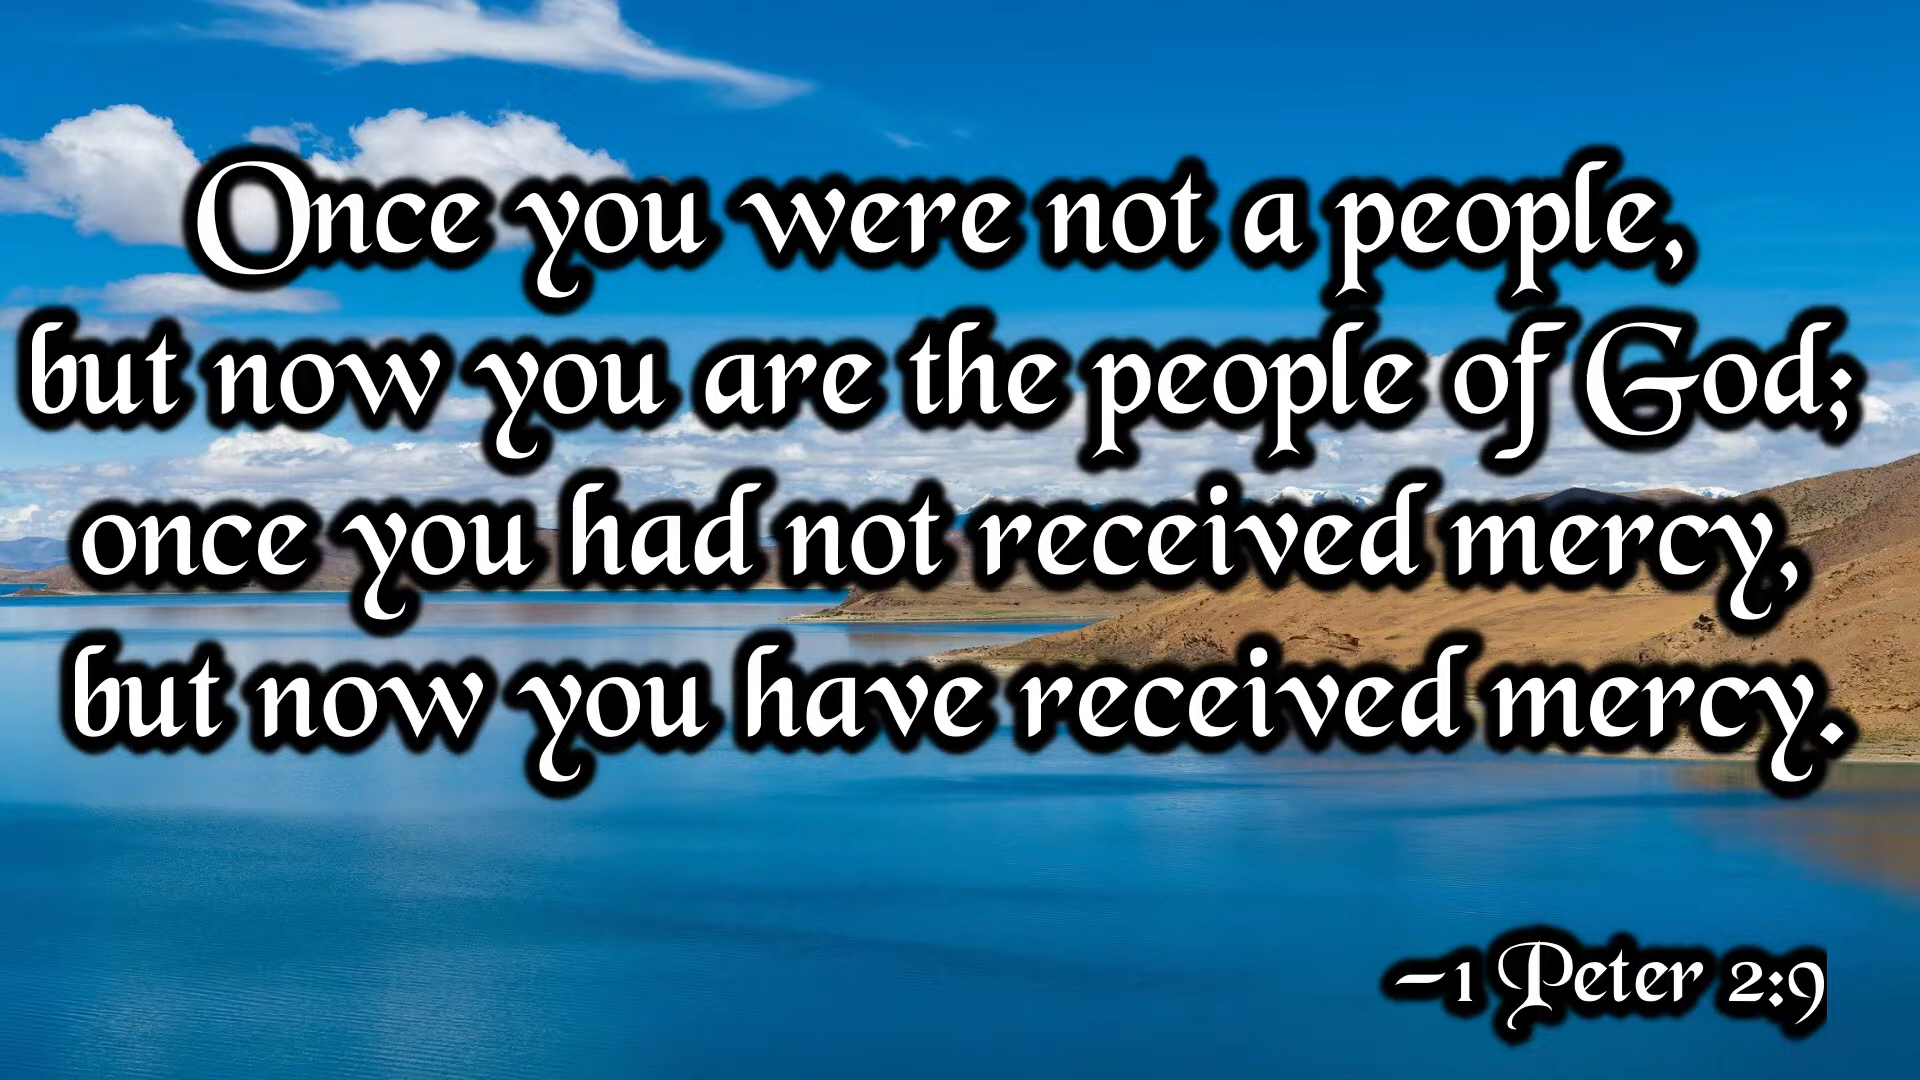 Once you were not a people,
but now you are the people of God;
once you had not received mercy,
but now you have received mercy.
–1 Peter 2:9